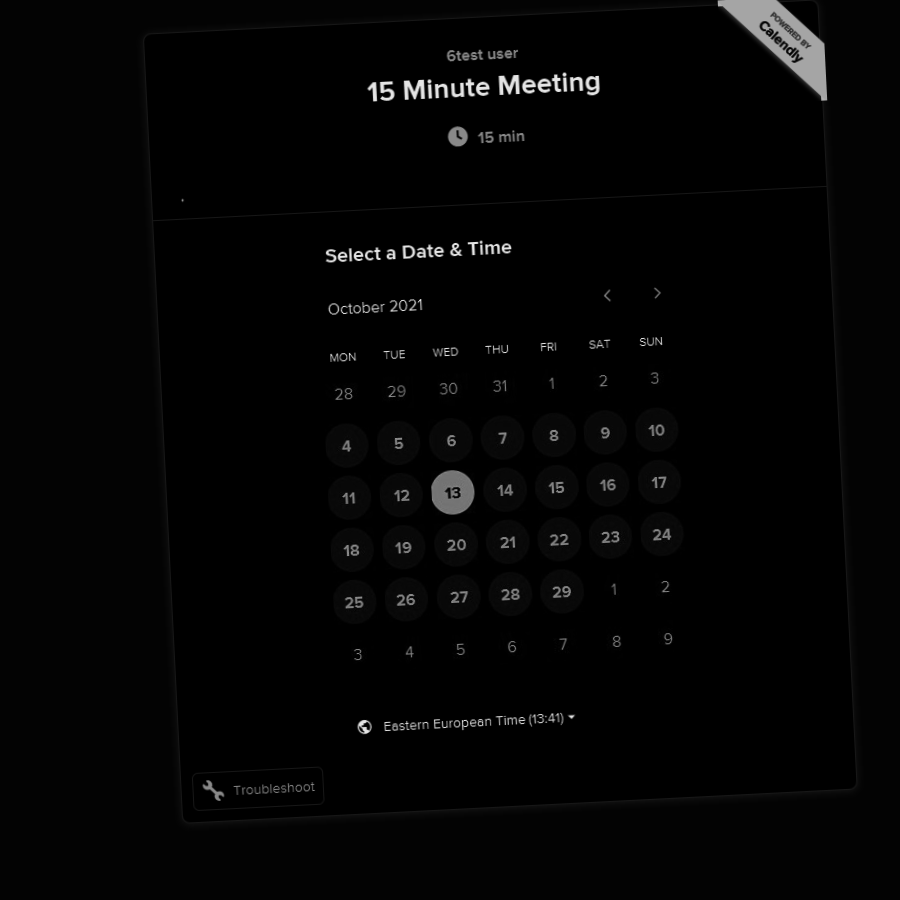 POWERED BY
Calendly
6test user
15 Minute Meeting
15 min
Select a Date & Time
October 2021
MON TUE WED THU FRI SAT SUN
28 29 30 31 1 2 3
4 5 6 7 8 9 10
11 12 13 14 15 16 17
18 19 20 21 22 23 24
25 26 27 28 29 1 2
3 4 5 6 7 8 9
Eastern European Time (13:41)
Troubleshoot